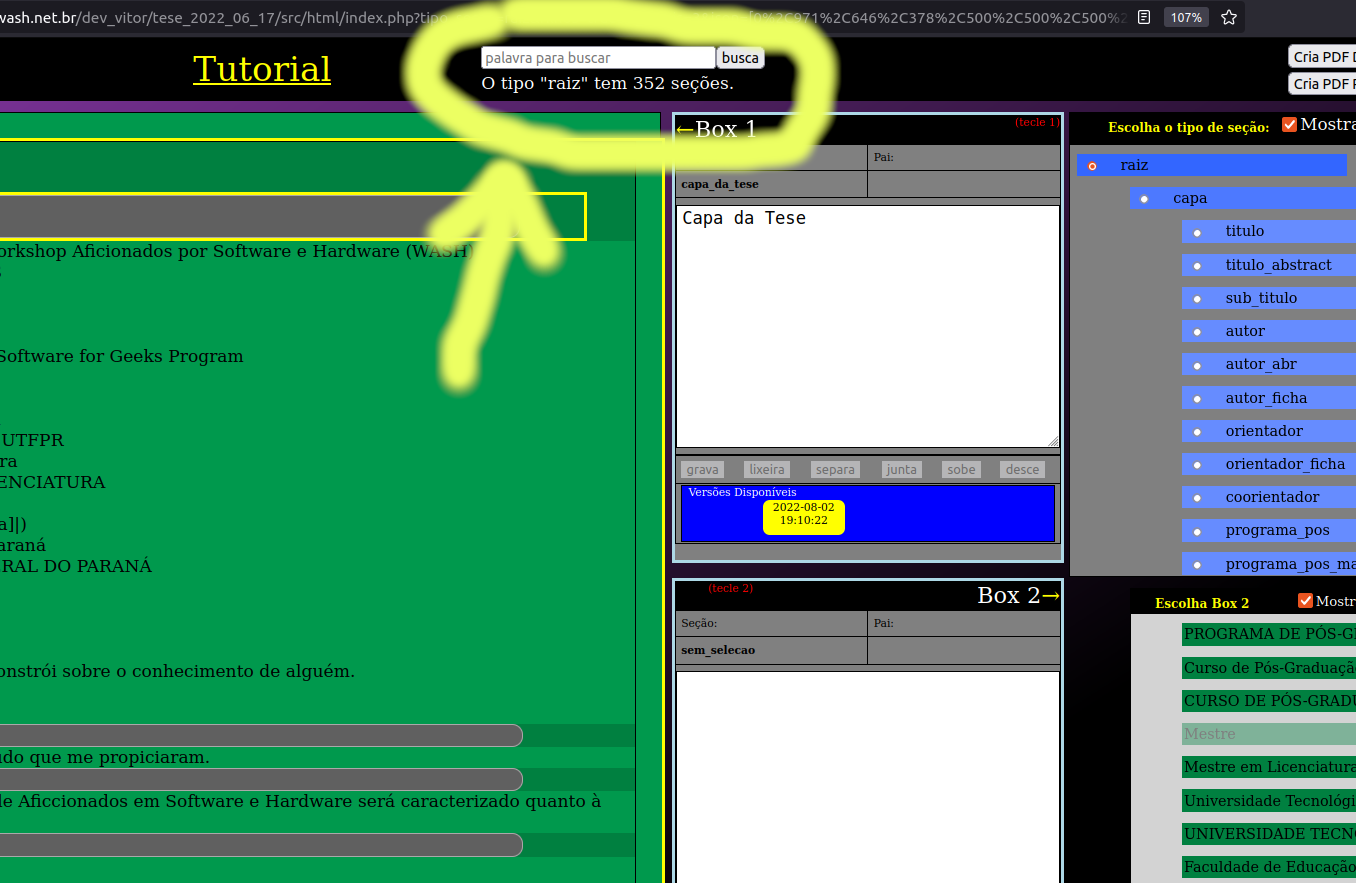 wash.net.br/dev_vitor/tese_2022_06_17/src/html/index.php?tipo
2C971%2C646%2C378%2C500%2C500%2C500%2
107%
Tutorial
palavra para buscar
busca
O tipo "raiz" tem 352 seções.
Cria PDF
Cria PDF
←Box 1
(tecle 1)
Pai:
capa_da_tese
Capa da Tese
grava lixeira separa junta sobe desce
Versões Disponíveis
2022-08-02
19:10:22
(tecle 2)
Box 2→
Seção:
Pai:
sem_selecao
Escolha o tipo de seção:
Mostra
raiz
capa
titulo
titulo_abstract
sub_titulo
autor
autor_abr
autor_ficha
orientador
orientador_ficha
coorientador
programa_pos
programa_pos_ma
Escolha Box 2
Mostr
PROGRAMA DE PÓS-G
Curso de Pós-Graduaçã
CURSO DE PÓS-GRADU
Mestre
Mestre em Licenciatura
Universidade Tecnológi
UNIVERSIDADE TECN
Faculdade de Educação
orkshop Aficionados por Software e Hardware (WASH)
Software for Geeks Program
UTFPR
ra
ENCIATURA
a]|)
araná
RAL DO PARANÁ
onstrói sobre o conhecimento de alguém.
udo que me propiciaram.
de Aficcionados em Software e Hardware será caracterizado quanto à